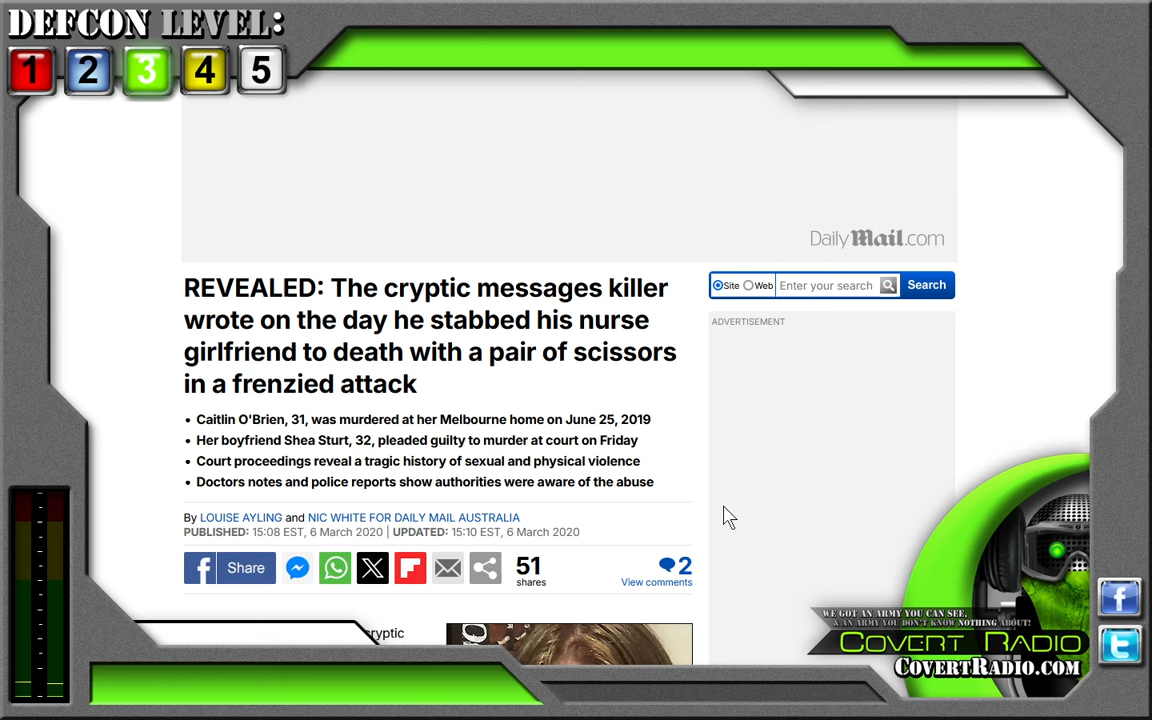 DEFCON LEVEL:
1 2 3 4 5
DailyMail.com
REVEALED: The cryptic messages killer
wrote on the day he stabbed his nurse
girlfriend to death with a pair of scissors
in a frenzied attack
• Caitlin O'Brien, 31, was murdered at her Melbourne home on June 25, 2019
• Her boyfriend Shea Sturt, 32, pleaded guilty to murder at court on Friday
• Court proceedings reveal a tragic history of sexual and physical violence
• Doctors notes and police reports show authorities were aware of the abuse
By LOUISE AYLING and NIC WHITE FOR DAILY MAIL AUSTRALIA
PUBLISHED: 15:08 EST, 6 March 2020 | UPDATED: 15:10 EST, 6 March 2020
Share
51
shares
2
View comments
Site Web Enter your search Search
ADVERTISEMENT
WE GOT AN ARMY YOU CAN SEE,
& AN ARMY YOU DON'T KNOW NOTHING ABOUT!
COVERT RADIO
COVERTRADIO.COM